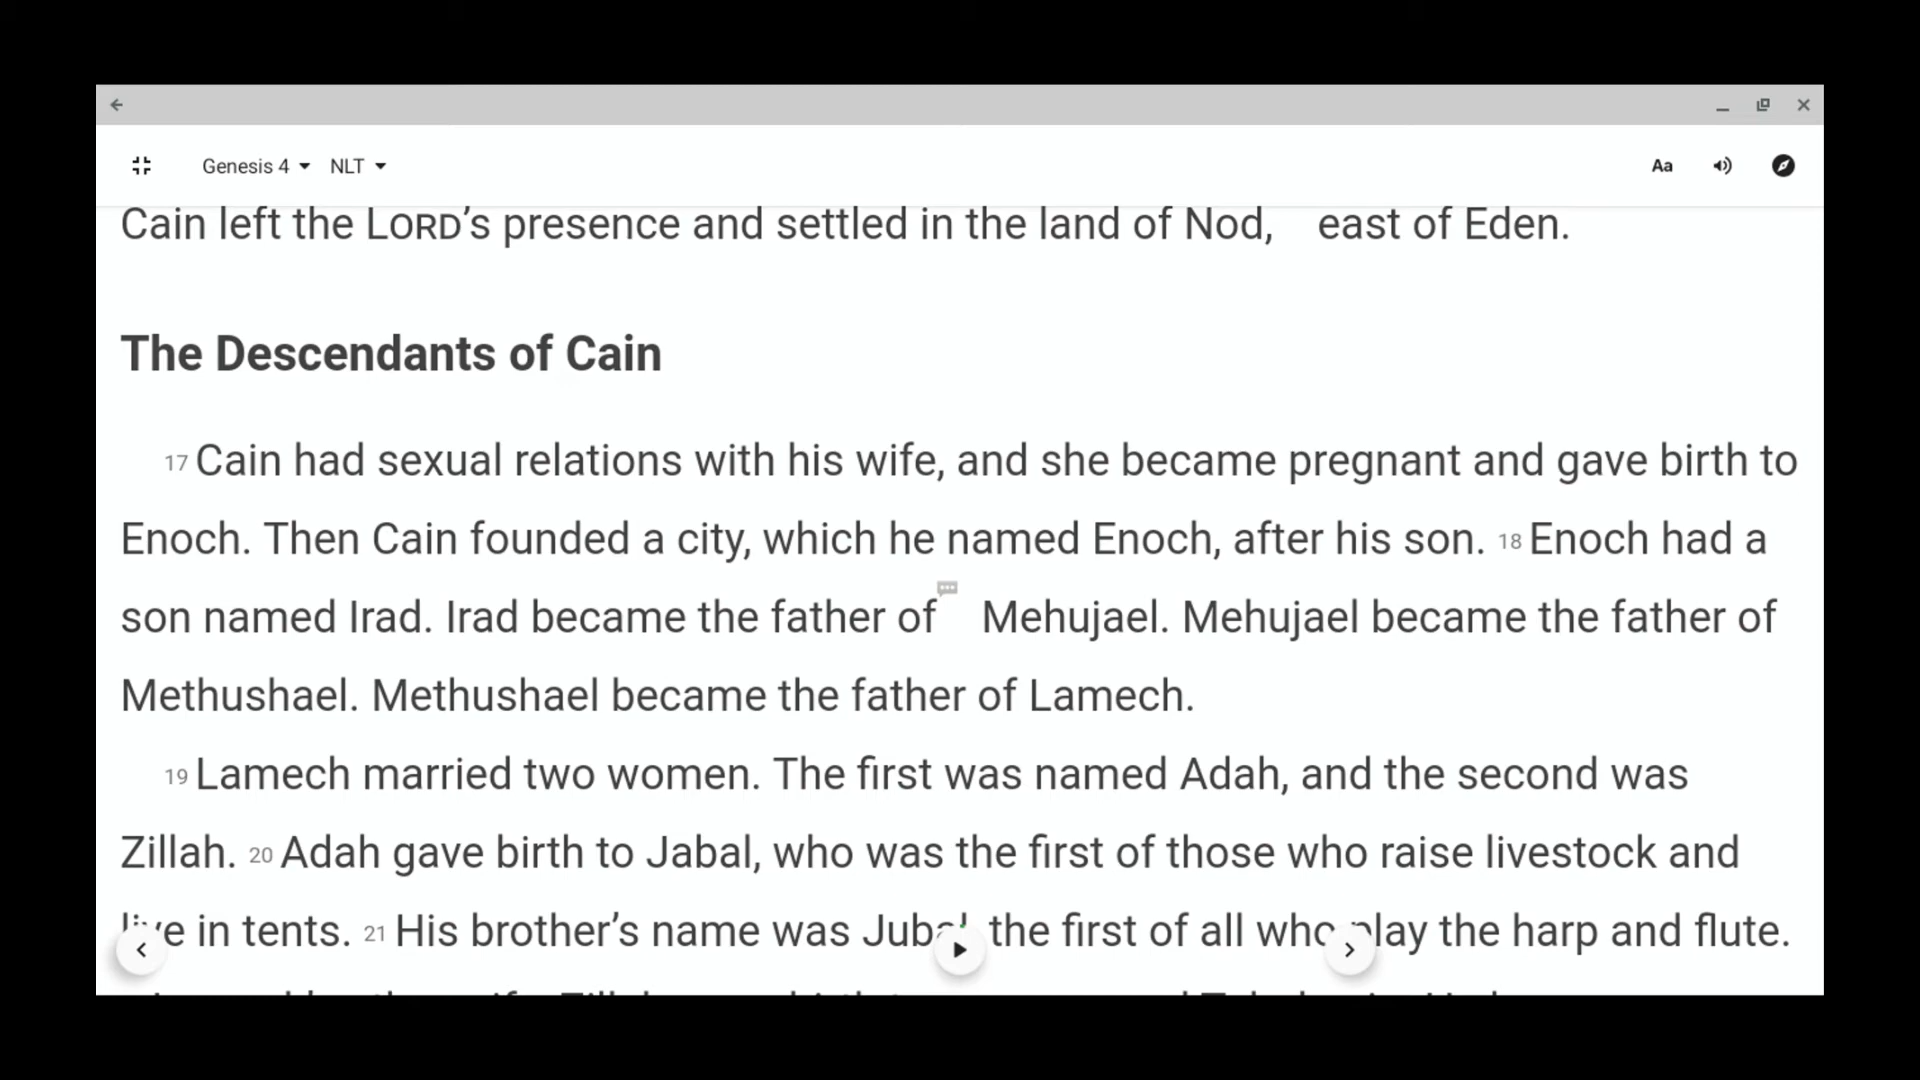 Genesis 4 NLT Aa
Cain left the LORD’s presence and settled in the land of Nod, east of Eden.
The Descendants of Cain
17 Cain had sexual relations with his wife, and she became pregnant and gave birth to
Enoch. Then Cain founded a city, which he named Enoch, after his son. 18 Enoch had a
son named Irad. Irad became the father of Mehujael. Mehujael became the father of
Methushael. Methushael became the father of Lamech.
19 Lamech married two women. The first was named Adah, and the second was
Zillah. 20 Adah gave birth to Jabal, who was the first of those who raise livestock and
live in tents. 21 His brother’s name was Jubal, the first of all who play the harp and flute.